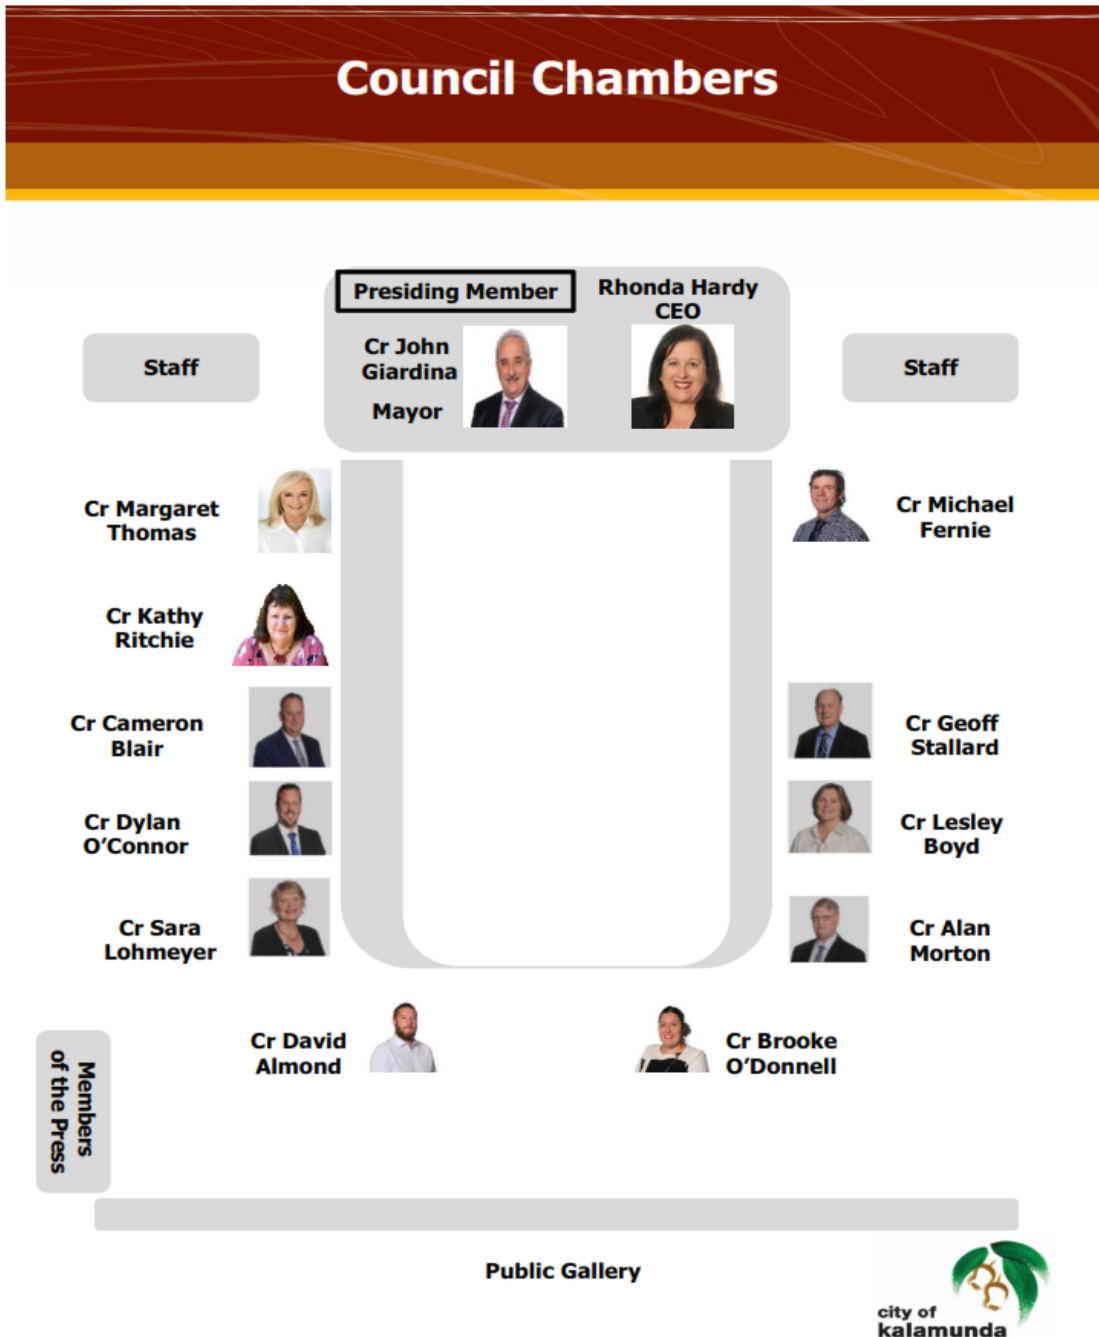 Council Chambers
Presiding Member
Rhonda Hardy
CEO
Cr John
Giardina
Mayor
Staff
Staff
Cr Margaret
Thomas
Cr Michael
Fernie
Cr Kathy
Ritchie
Cr Cameron
Blair
Cr Geoff
Stallard
Cr Dylan
O’Connor
Cr Lesley
Boyd
Cr Sara
Lohmeyer
Cr Alan
Morton
Cr David
Almond
Cr Brooke
O’Donnell
Members
of the Press
Public Gallery
city of
kalamunda